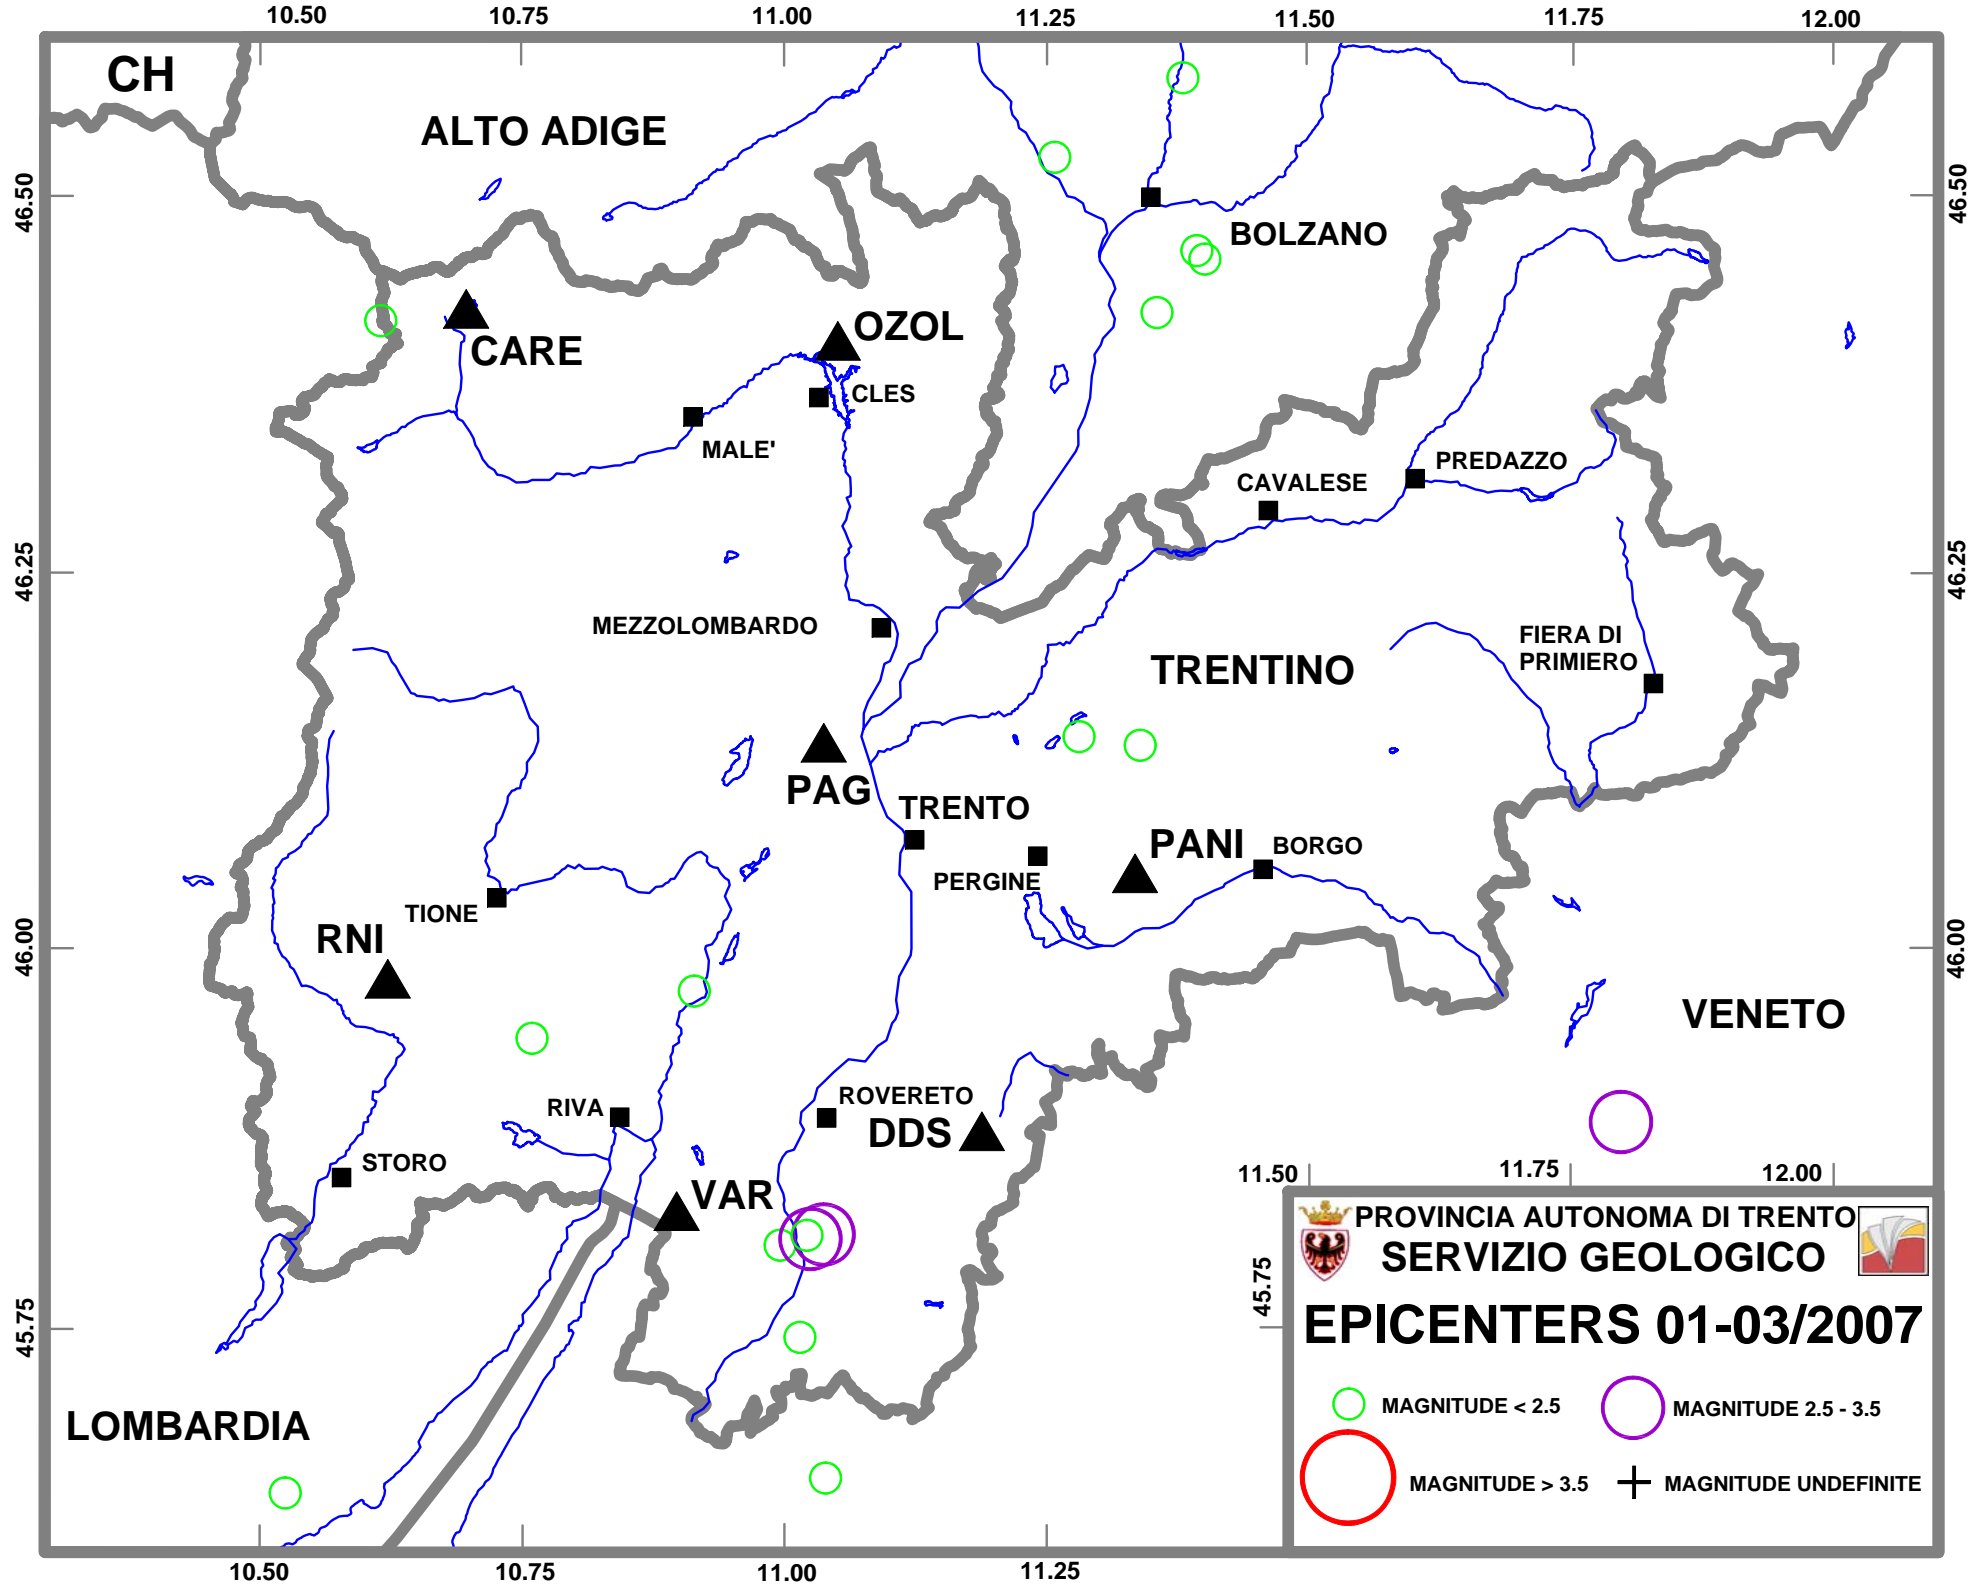 10.50 10.75 11.00 11.25 11.50 11.75 12.00
CH
ALTO ADIGE
46.50
46.50
BOLZANO
OZOL
CARE
CLES
MALE'
PREDAZZO
CAVALESE
46.25
46.25
MEZZOLOMBARDO
FIERA DI
PRIMIERO
TRENTINO
PAG
TRENTO
PANI
BORGO
PERGINE
TIONE
RNI
46.00
46.00
VENETO
ROVERETO
RIVA
DDS
STORO
VAR
11.50 11.75 12.00
PROVINCIA AUTONOMA DI TRENTO
SERVIZIO GEOLOGICO
45.75
45.75
EPICENTERS 01-03/2007
MAGNITUDE < 2.5
MAGNITUDE 2.5 - 3.5
LOMBARDIA
MAGNITUDE > 3.5
MAGNITUDE UNDEFINITE
10.50 10.75 11.00 11.25